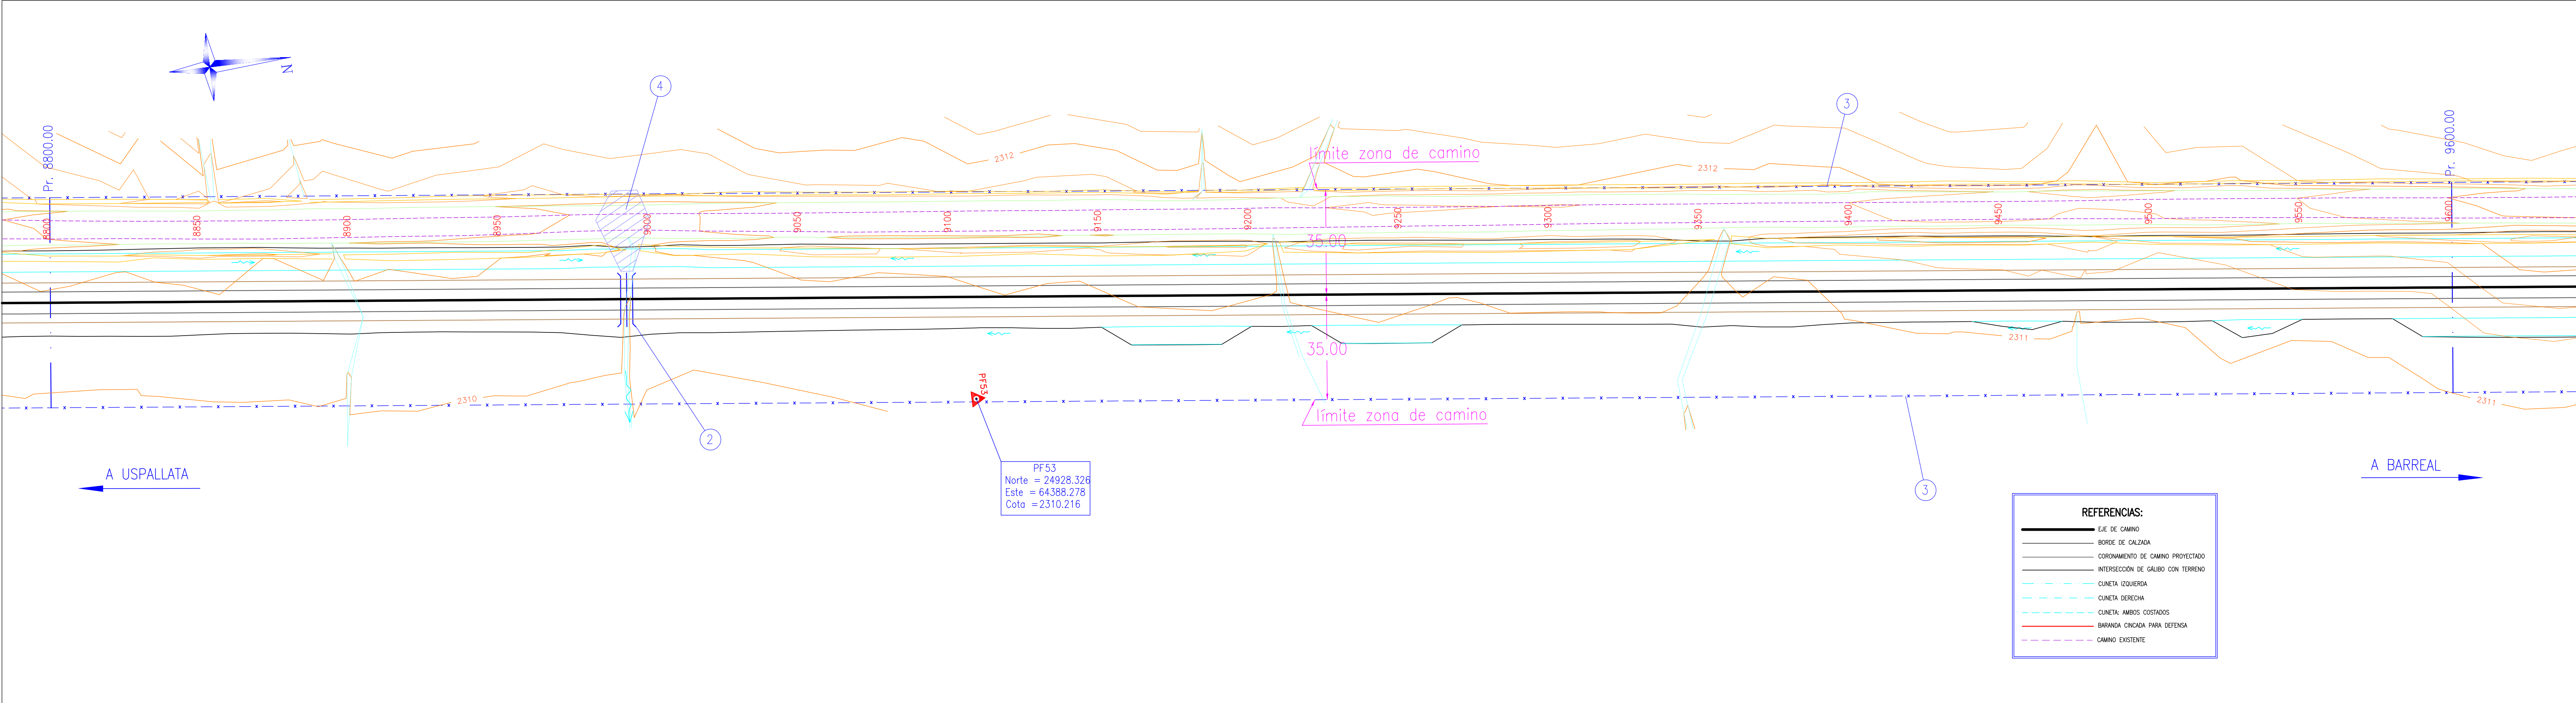 N
4
3
Pr. 8800.00
Pr. 9600.00
2312
límite zona de camino
2312
8800
8850
8900
8950
9000
9050
9100
9150
9200
9250
9300
9350
9400
9450
9500
9550
9600
35.00
35.00
2311
2310
2311
PF53
límite zona de camino
2
3
A USPALLATA
A BARREAL
PF53
Norte = 24928.326
Este = 64388.278
Cota =2310.216
REFERENCIAS:
EJE DE CAMINO
BORDE DE CALZADA
CORONAMIENTO DE CAMINO PROYECTADO
INTERSECCIÓN DE GÁLIBO CON TERRENO
CUNETA IZQUIERDA
CUNETA DERECHA
CUNETA: AMBOS COSTADOS
BARANDA CINCADA PARA DEFENSA
CAMINO EXISTENTE